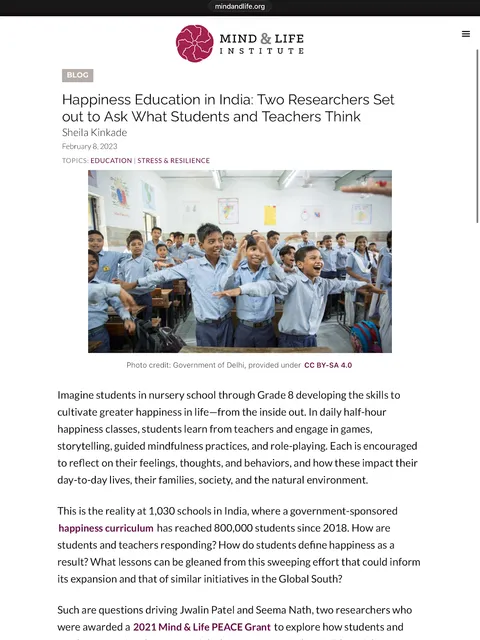 mindandlife.org
MIND & LIFE
INSTITUTE
BLOG
Happiness Education in India: Two Researchers Set
out to Ask What Students and Teachers Think
Sheila Kinkade
February 8, 2023
TOPICS: EDUCATION | STRESS & RESILIENCE
Photo credit: Government of Delhi, provided under CC BY-SA 4.0
Imagine students in nursery school through Grade 8 developing the skills to
cultivate greater happiness in life—from the inside out. In daily half-hour
happiness classes, students learn from teachers and engage in games,
storytelling, guided mindfulness practices, and role-playing. Each is encouraged
to reflect on their feelings, thoughts, and behaviors, and how these impact their
day-to-day lives, their families, society, and the natural environment.
This is the reality at 1,030 schools in India, where a government-sponsored
happiness curriculum has reached 800,000 students since 2018. How are
students and teachers responding? How do students define happiness as a
result? What lessons can be gleaned from this sweeping effort that could inform
its expansion and that of similar initiatives in the Global South?
Such are questions driving Jwalin Patel and Seema Nath, two researchers who
were awarded a 2021 Mind & Life PEACE Grant to explore how students and